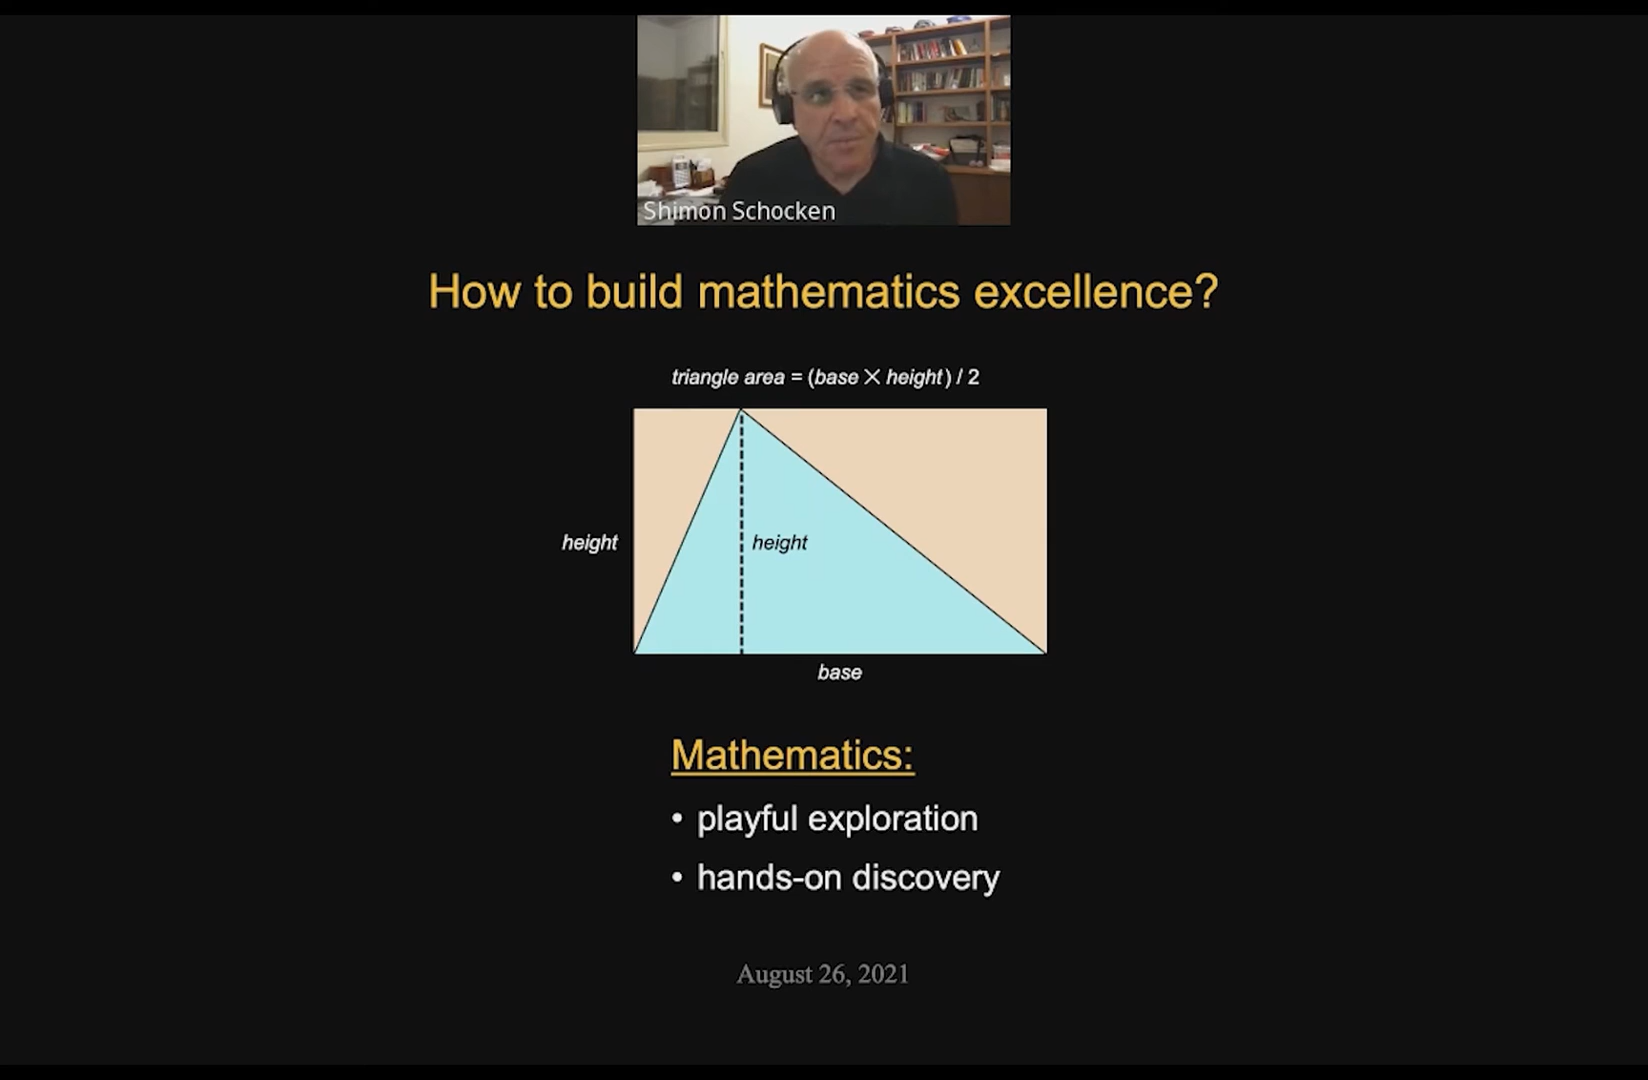 Shimon Schocken
How to build mathematics excellence?
triangle area = (base × height) / 2
height
height
base
Mathematics:
• playful exploration
• hands-on discovery
August 26, 2021